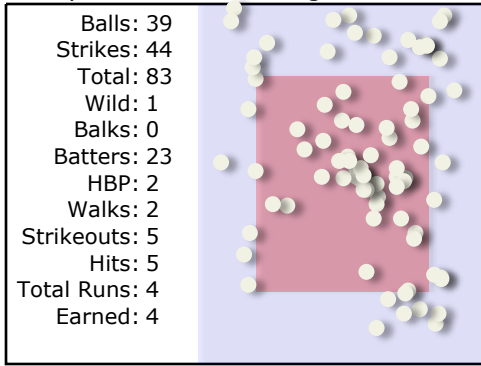 Balls: 39
Strikes: 44
Total: 83
Wild: 1
Balks: 0
Batters: 23
HBP: 2
Walks: 2
Strikeouts: 5
Hits: 5
Total Runs: 4
Earned: 4